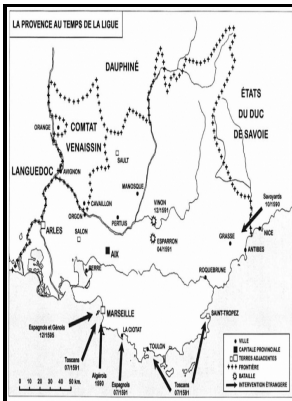 LA PROVENCE AU TEMPS DE LA LIGUE
DAUPHINÉ
ÉTATS
DU DUC
DE SAVOIE
ORANGE
COMTAT
VENAISSIN
SAULT
LANGUEDOC
AVIGNON
MANOSQUE
CAVAILLON
VINON
12/1591
Savoyards
10/1590
ORGON
PERTUIS
GRASSE
NICE
ARLES
SALON
ESPARRON
04/1591
ANTIBES
AIX
BERRE
ROQUEBRUNE
Espagnols et Génois
12/1595
MARSEILLE
SAINT-TROPEZ
LA CIOTAT
TOULON
Toscans
07/1591
Algérois
1590
Espagnols
07/1591
Toscans
07/1591
VILLE
CAPITALE PROVINCIALE
TERRES ADJACENTES
FRONTIÈRE
BATAILLE
INTERVENTION ÉTRANGÈRE
0 10 20 30 40 50 km.